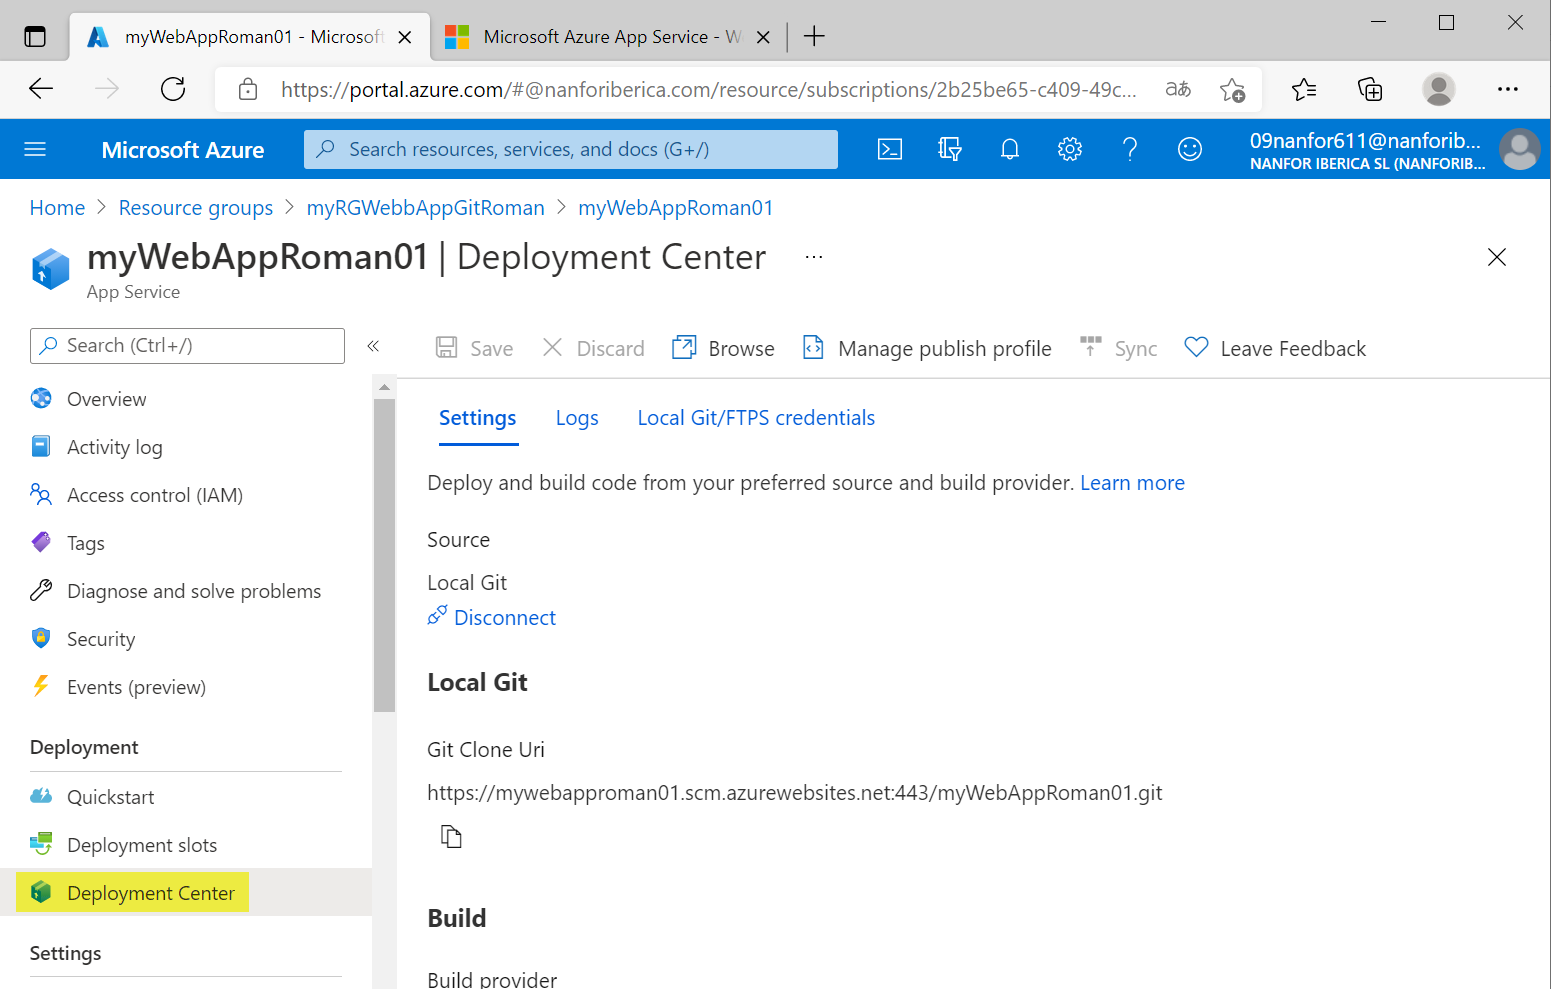 myWebAppRoman01 - Microsoft
Microsoft Azure App Service - W
https://portal.azure.com/#@nanforiberica.com/resource/subscriptions/2b25be65-c409-49c...
aあ
Microsoft Azure
Search resources, services, and docs (G+/)
09nanfor611@nanforib...
NANFOR IBERICA SL (NANFORIB...
Home > Resource groups > myRGWebbAppGitRoman > myWebAppRoman01
myWebAppRoman01 | Deployment Center ...
App Service
Search (Ctrl+/)
«
Save
Discard
Browse
Manage publish profile
Sync
Leave Feedback
Overview
Activity log
Access control (IAM)
Tags
Diagnose and solve problems
Security
Events (preview)
Deployment
Quickstart
Deployment slots
Deployment Center
Settings
Settings
Logs
Local Git/FTPS credentials
Deploy and build code from your preferred source and build provider. Learn more
Source
Local Git
Disconnect
Local Git
Git Clone Uri
https://mywebapproman01.scm.azurewebsites.net:443/myWebAppRoman01.git
Build
Build provider